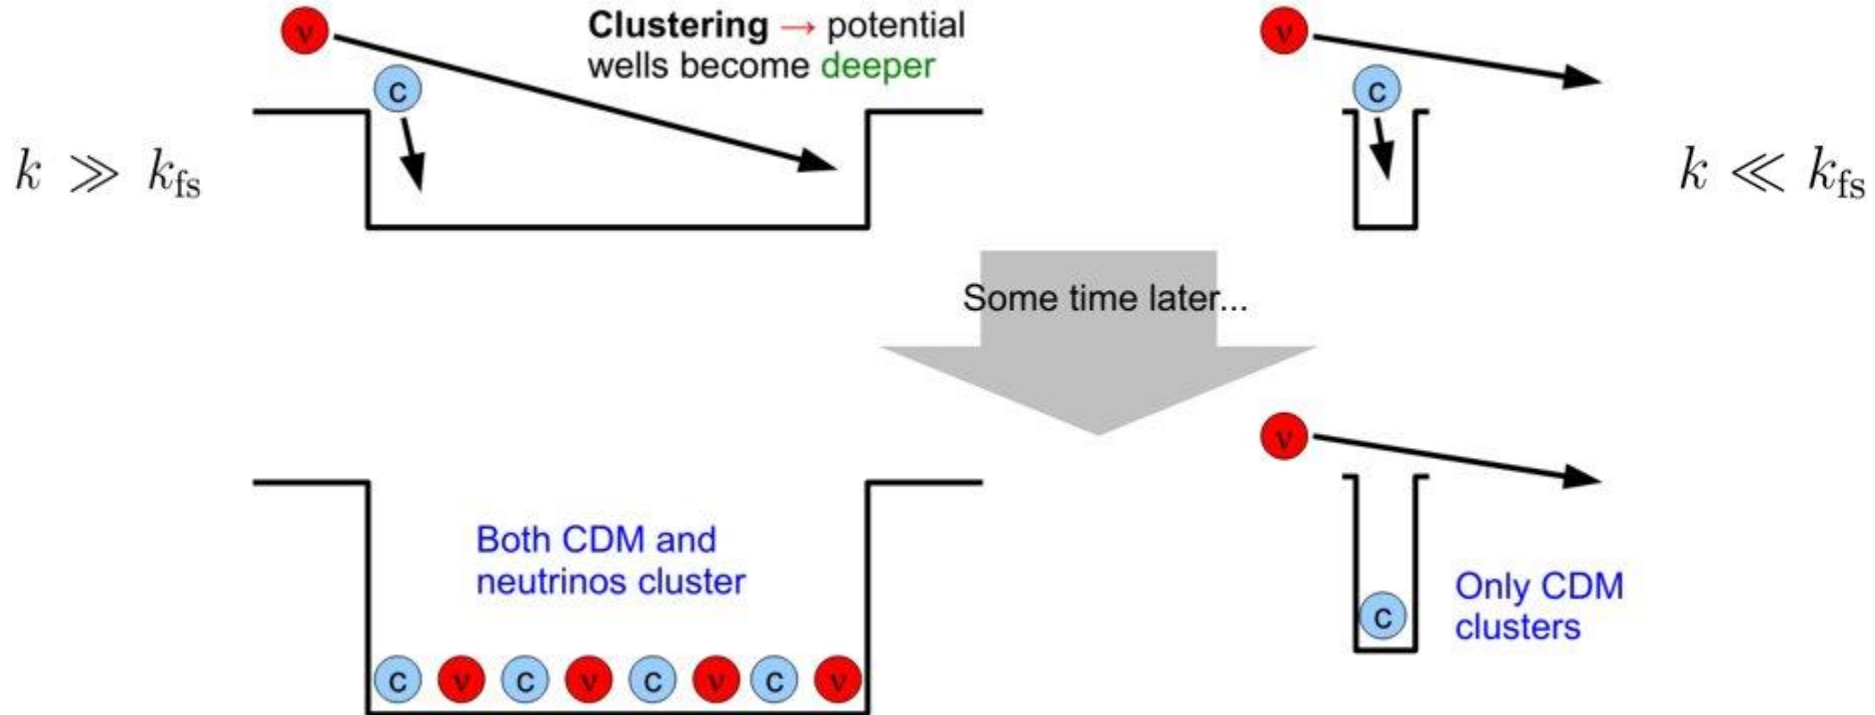 ν
Clustering → potential
wells become deeper
ν
c
c
k ≫ k_fs
k ≪ k_fs
Some time later...
ν
Both CDM and
neutrinos cluster
Only CDM
clusters
c
c ν c ν c ν c ν